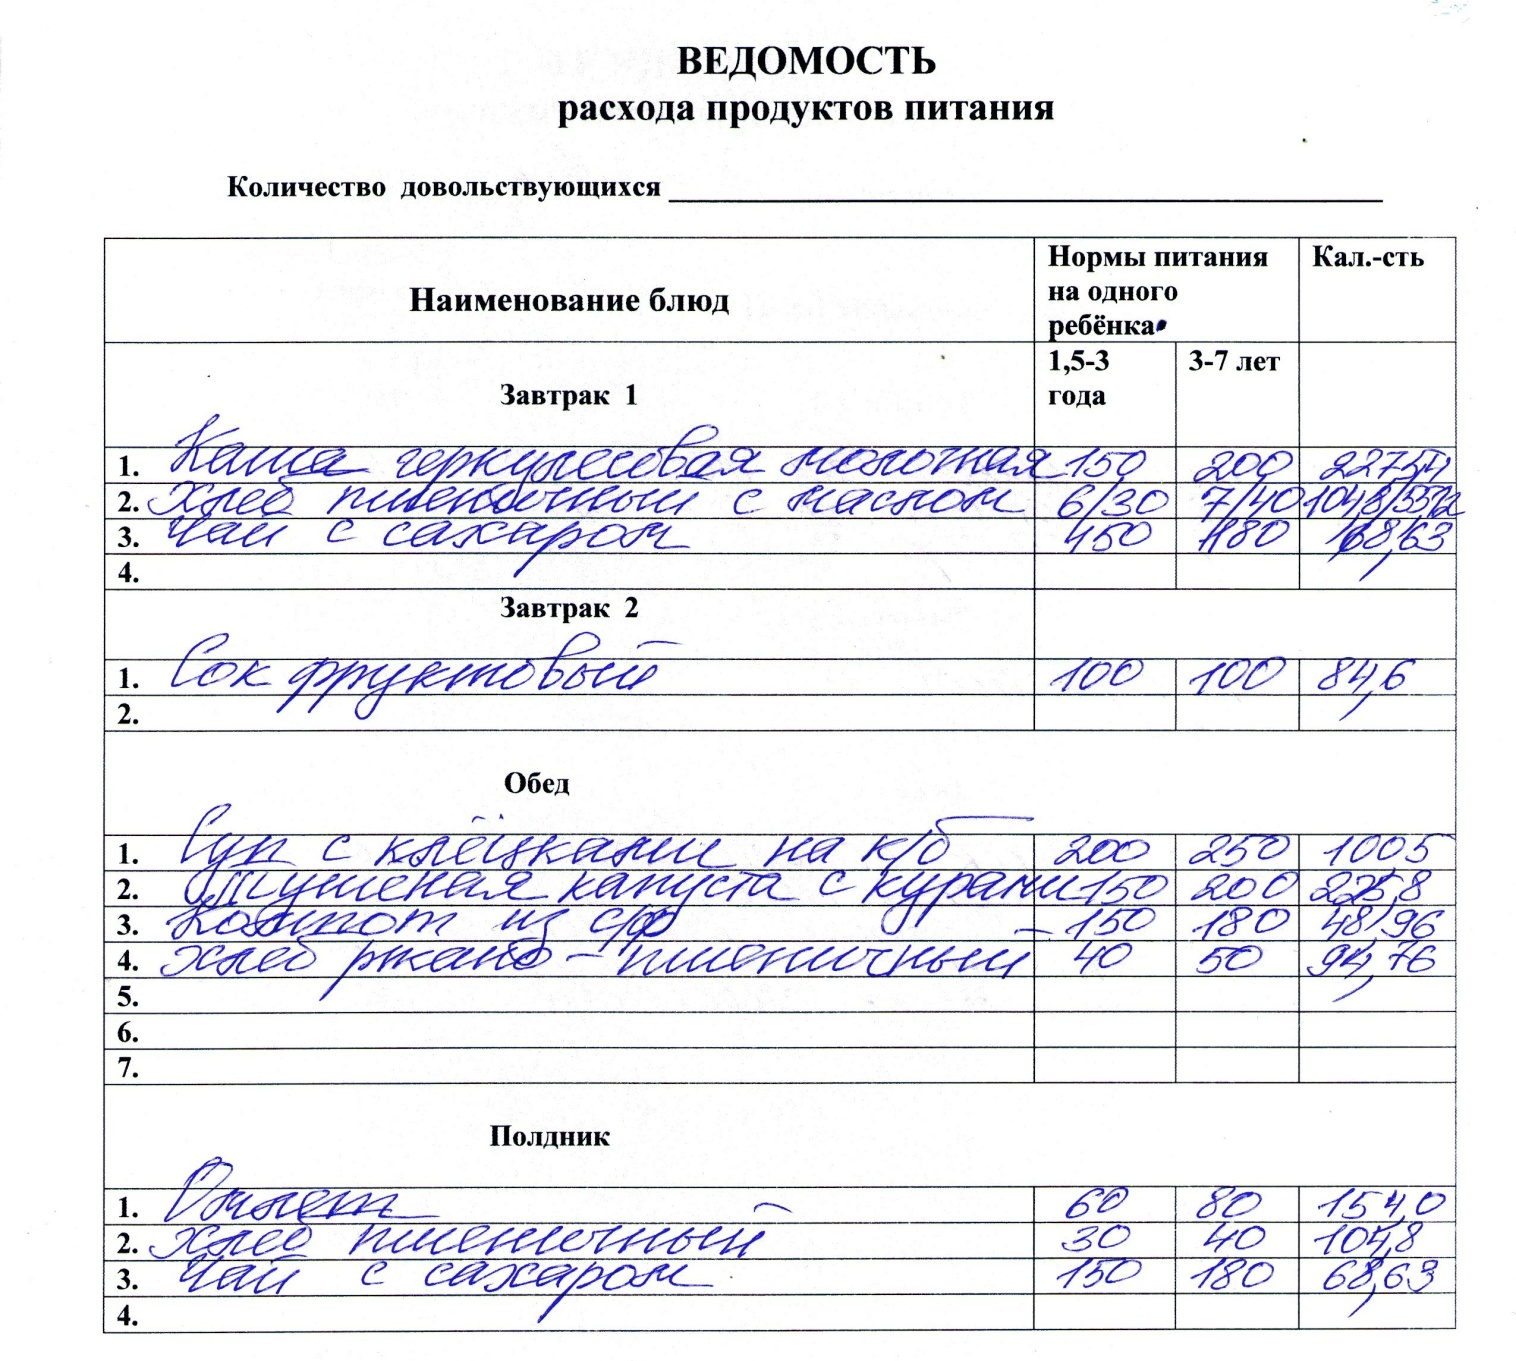 ВЕДОМОСТЬ
расхода продуктов питания
Количество довольствующихся
Наименование блюд Нормы питания на одного ребёнка Кал.-сть
Завтрак 1 1,5-3 года 3-7 лет
1. Каша геркулесовая молочная 150 200
2. Хлеб пшеничный с маслом 6/30 7/40
3. Чай с сахаром 150 180 68,63
4.
Завтрак 2
1. Сок фруктовый 100 100 84,6
2.
Обед
1. Суп с клёцками на к/б 200 250 100,5
2. Тушеная капуста с курами 150 200
3. Компот из с/ф 150 180 48,96
4. Хлеб ржано-пшеничный 40 50 94,76
5.
6.
7.
Полдник
1. Омлет 60 80 154,0
2. Хлеб пшеничный 30 40 104,8
3. Чай с сахаром 150 180 68,63
4.